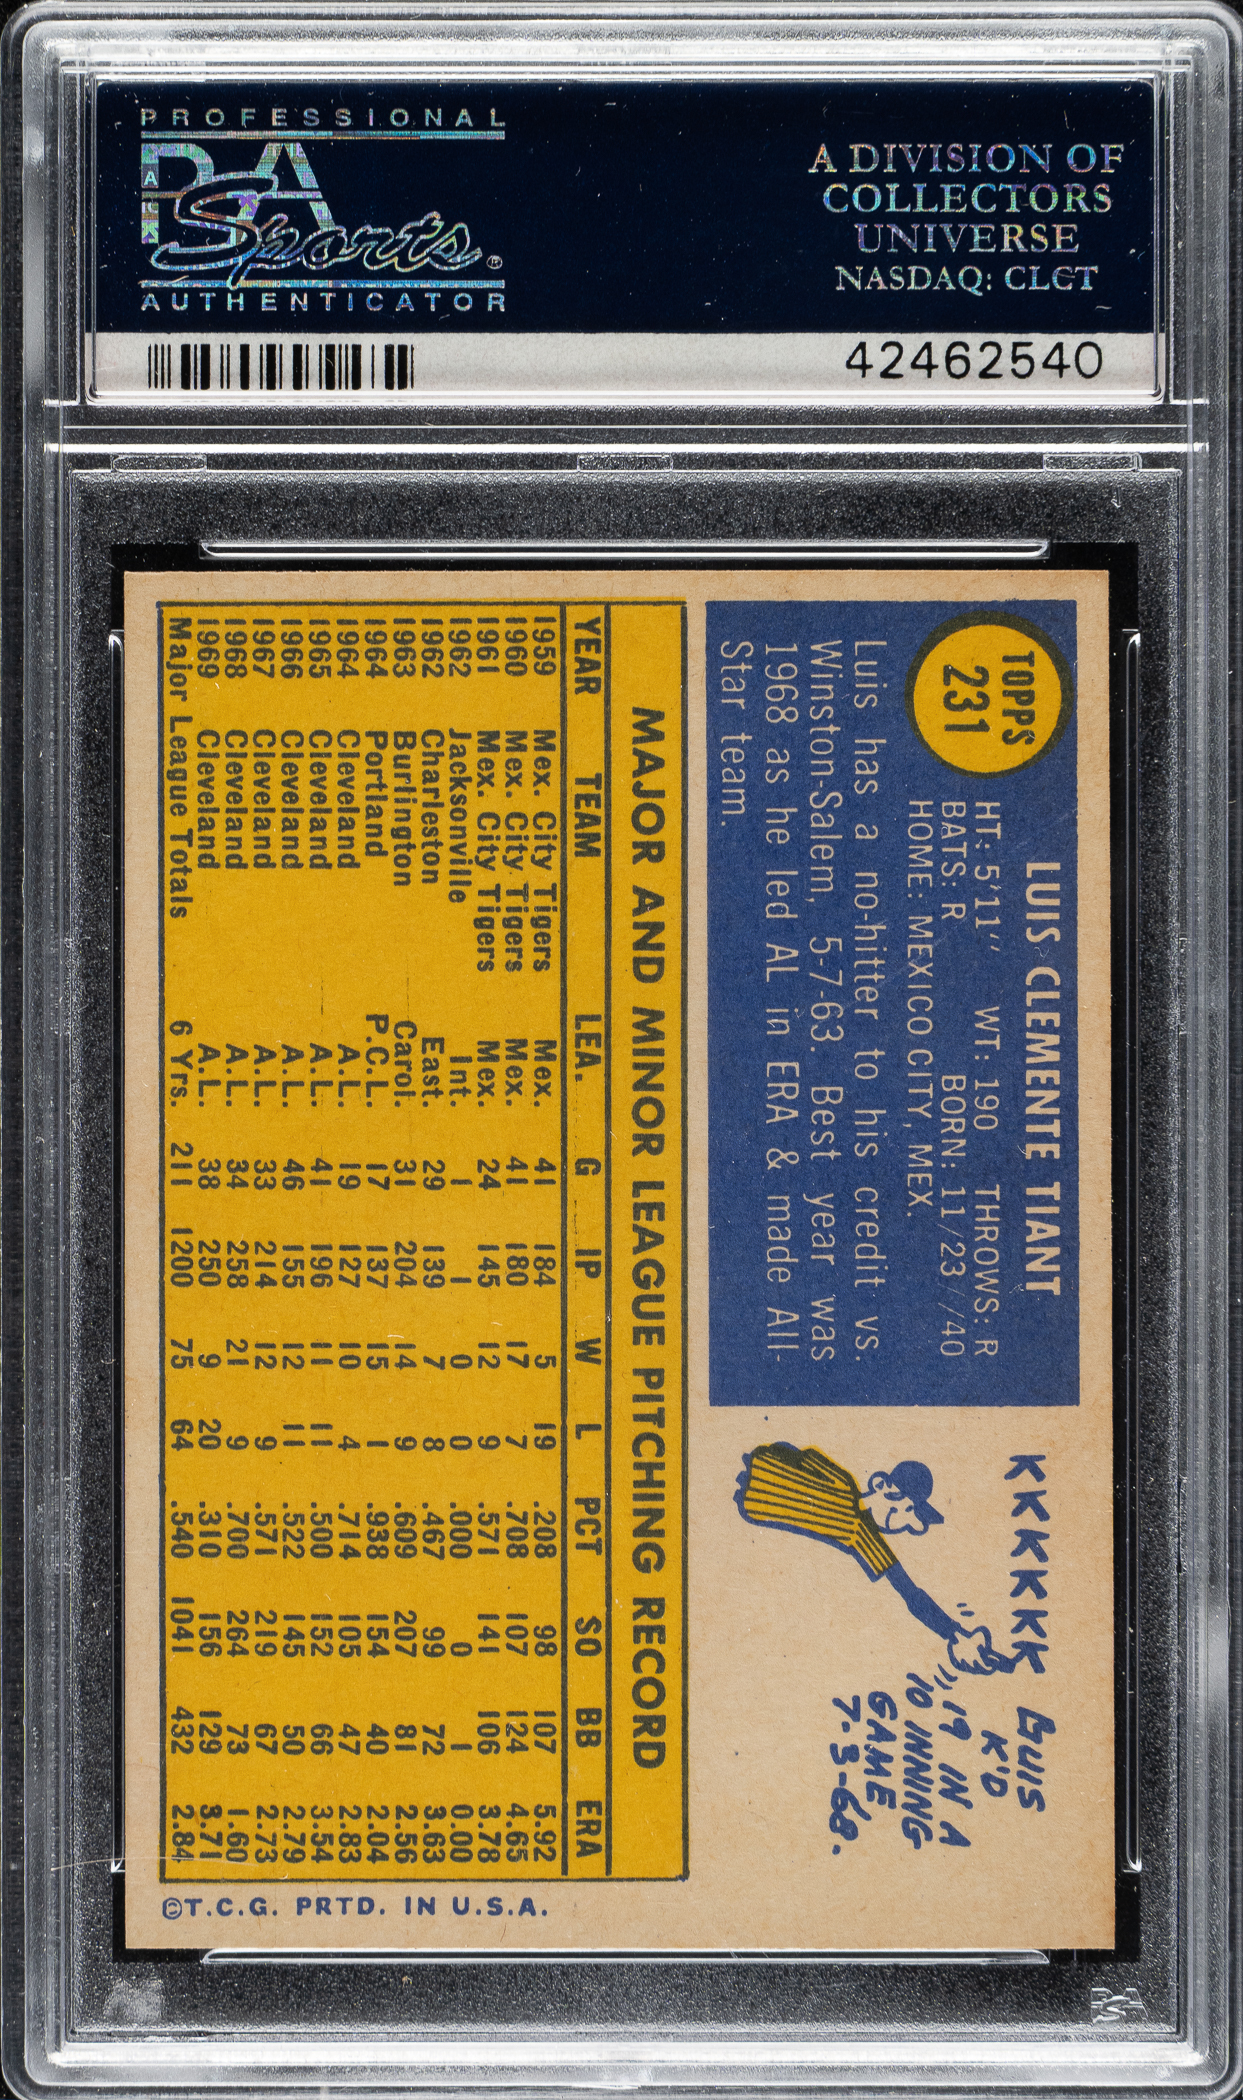 PROFESSIONAL
PSA
Sports
AUTHENTICATOR
A DIVISION OF
COLLECTORS
UNIVERSE
NASDAQ: CLCT
42462540
TOPPS
231
LUIS CLEMENTE TIANT
HT: 5'11'' WT: 190 THROWS: R
BATS: R BORN: 11/23/40
HOME: MEXICO CITY, MEX.
Luis has a no-hitter to his credit vs.
Winston-Salem, 5-7-63. Best year was
1968 as he led AL in ERA & made All-
Star team.
KKKKKK LUIS
K'D
"19" IN A
10 INNING
GAME
7-3-68.
MAJOR AND MINOR LEAGUE PITCHING RECORD
YEAR TEAM LEA. G IP W L PCT SO BB ERA
1959 Mex. City Tigers Mex. 41 184 5 19 .208 98 107 5.92
1960 Mex. City Tigers Mex. 41 180 17 7 .708 107 124 4.65
1961 Mex. City Tigers Mex. 24 145 12 9 .571 141 106 3.78
1962 Jacksonville Int. 1 1 0 0 .000 0 1 0.00
1962 Charleston East. 29 139 7 8 .467 99 72 3.63
1963 Burlington Carol. 31 204 14 9 .609 207 81 2.56
1964 Portland P.C.L. 17 137 15 1 .938 154 40 2.04
1964 Cleveland A.L. 19 127 10 4 .714 105 47 2.83
1965 Cleveland A.L. 41 196 11 11 .500 152 66 3.54
1966 Cleveland A.L. 46 155 12 11 .522 145 50 2.79
1967 Cleveland A.L. 33 214 12 9 .571 219 67 2.73
1968 Cleveland A.L. 34 258 21 9 .700 264 73 1.60
1969 Cleveland A.L. 38 250 9 20 .310 156 129 3.71
Major League Totals 6 Yrs. 211 1200 75 64 .540 1041 432 2.84
©T.C.G. PRTD. IN U.S.A.
PSA